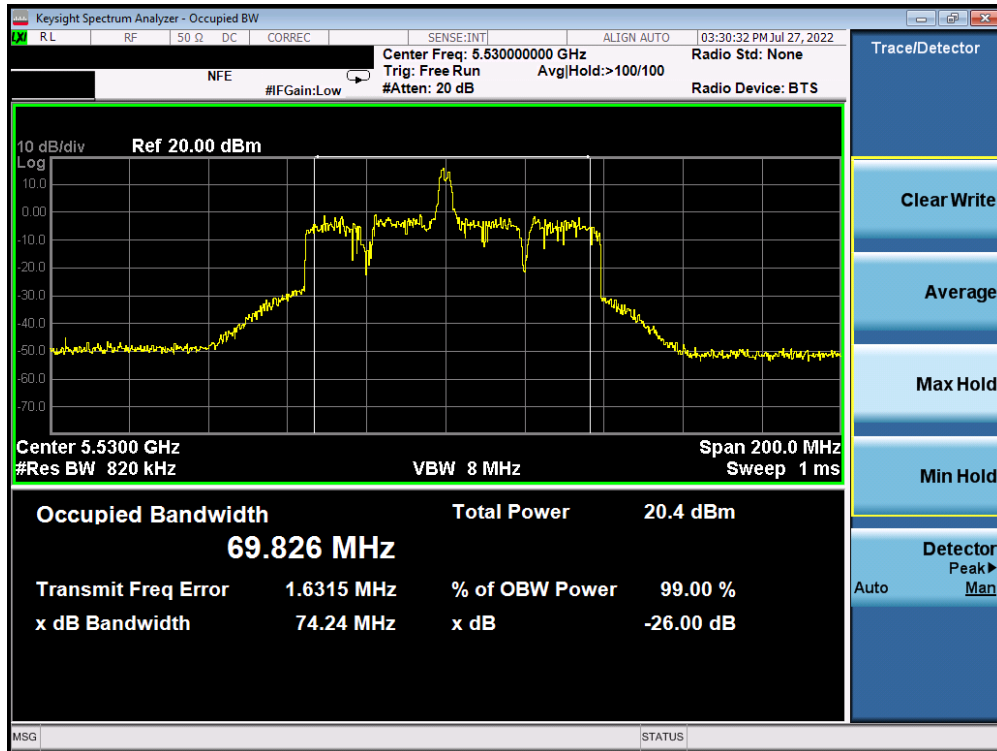 Keysight Spectrum Analyzer - Occupied BW
LXI RL RF 50 Ω DC CORREC SENSE:INT ALIGN AUTO 03:30:32 PM Jul 27, 2022
Center Freq: 5.530000000 GHz Radio Std: None
NFE Trig: Free Run Avg|Hold:>100/100
#IFGain:Low #Atten: 20 dB Radio Device: BTS
10 dB/div Ref 20.00 dBm
Log
10.0
0.00
-10.0
-20.0
-30.0
-40.0
-50.0
-60.0
-70.0
Center 5.5300 GHz Span 200.0 MHz
#Res BW 820 kHz VBW 8 MHz Sweep 1 ms
Occupied Bandwidth Total Power 20.4 dBm
69.826 MHz
Transmit Freq Error 1.6315 MHz % of OBW Power 99.00 %
x dB Bandwidth 74.24 MHz x dB -26.00 dB
MSG STATUS
Trace/Detector
Clear Write
Average
Max Hold
Min Hold
Detector
Peak▶
Auto Man